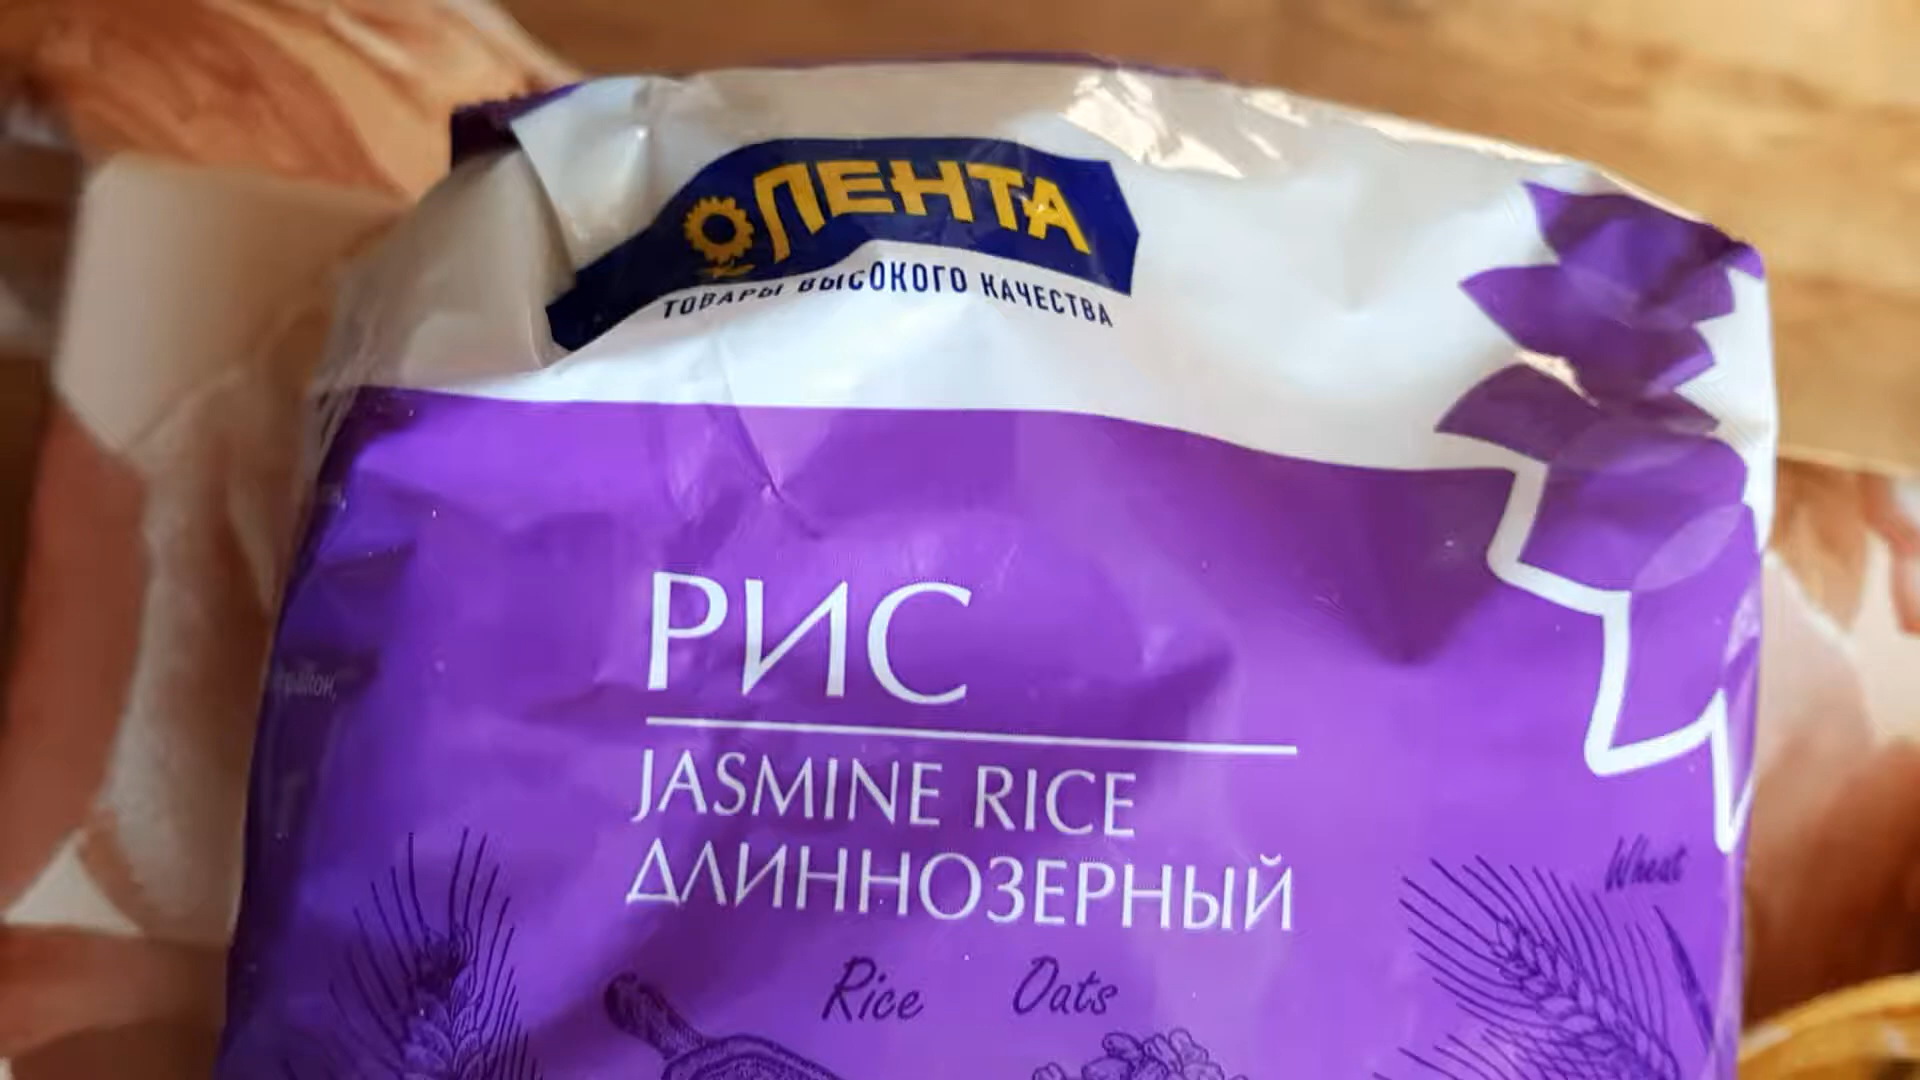 ЛЕНТА
ТОВАРЫ ВЫСОКОГО КАЧЕСТВА
РИС
JASMINE RICE
ДЛИННОЗЕРНЫЙ
Wheat
Rice Oats